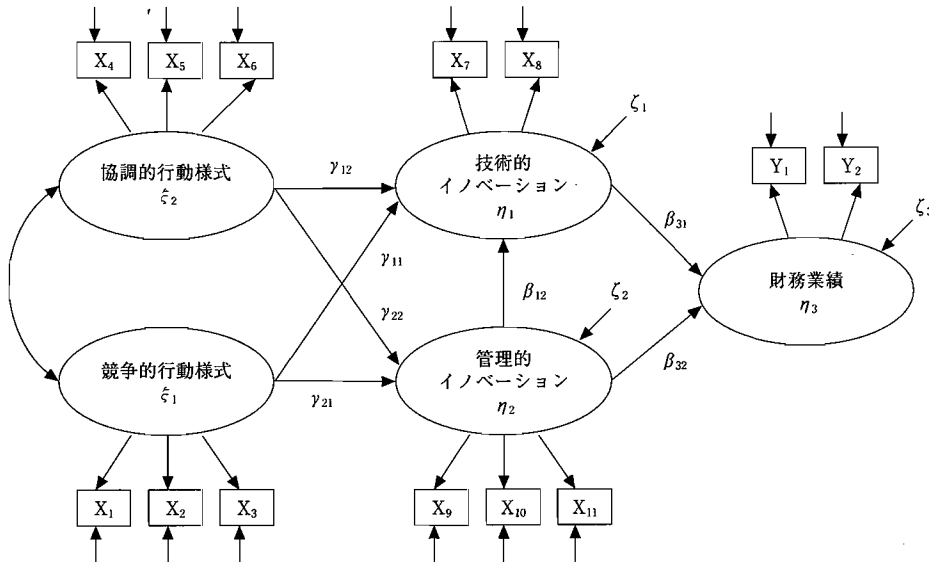 X₄
X₅
X₆
X₇
X₈
ζ₁
協調的行動様式
ξ₂
γ₁₂
技術的
イノベーション
η₁
Y₁
Y₂
ζ₃
β₃₁
γ₁₁
γ₂₂
β₁₂
ζ₂
財務業績
η₃
競争的行動様式
ξ₁
γ₂₁
管理的
イノベーション
η₂
β₃₂
X₁
X₂
X₃
X₉
X₁₀
X₁₁